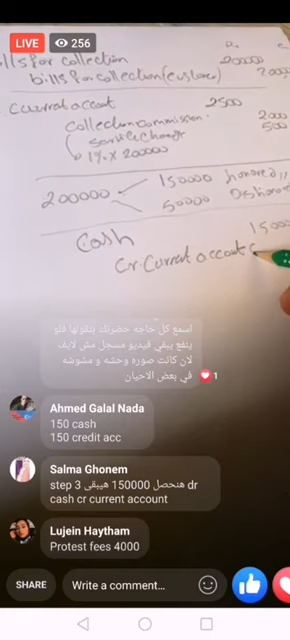 LIVE 256
Dr
bills for collection 200000
bills for collection (customer)
Current account 2500
collection commission. 2000
service change 500
1% x 200000
200000 150000 honored
50000 Dishono
Cash 15000
Cr. Current account
اسمع كل حاجه حضرتك بتقولها فلو
ينفع يبقي فيديو مسجل مش لايف
لان كانت صوره وحشه و مشوشه
في بعض الاحيان
1
Ahmed Galal Nada
150 cash
150 credit acc
Salma Ghonem
step 3 هنحصل 150000 هيبقى dr
cash cr current account
Lujein Haytham
Protest fees 4000
SHARE
Write a comment...